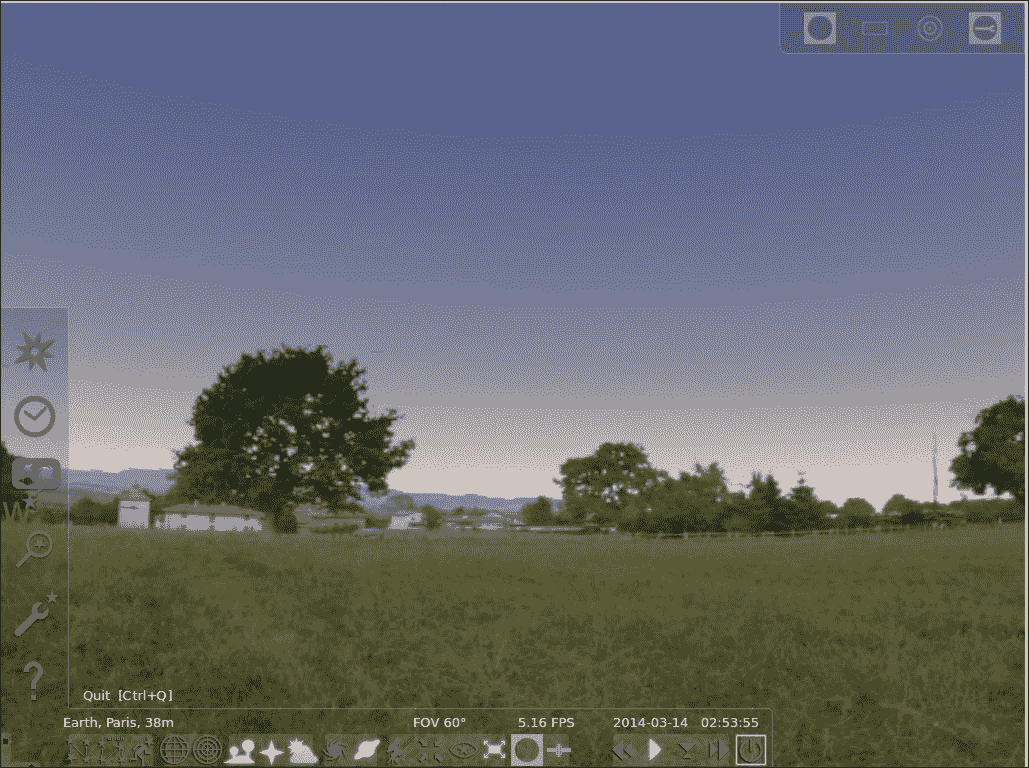 W
Quit [Ctrl+Q]
Earth, Paris, 38m
FOV 60°
5.16 FPS
2014-03-14 02:53:55